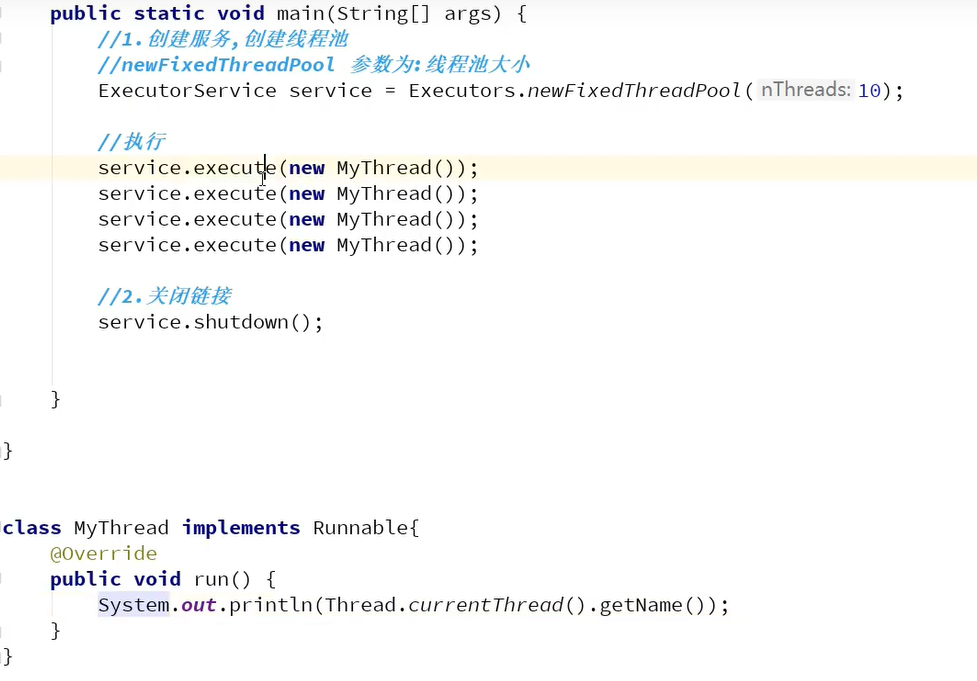 public static void main(String[] args) {
//1.创建服务,创建线程池
//newFixedThreadPool 参数为:线程池大小
ExecutorService service = Executors.newFixedThreadPool( nThreads: 10);
//执行
service.execute(new MyThread());
service.execute(new MyThread());
service.execute(new MyThread());
service.execute(new MyThread());
//2.关闭链接
service.shutdown();
}
}
class MyThread implements Runnable{
@Override
public void run() {
System.out.println(Thread.currentThread().getName());
}
}